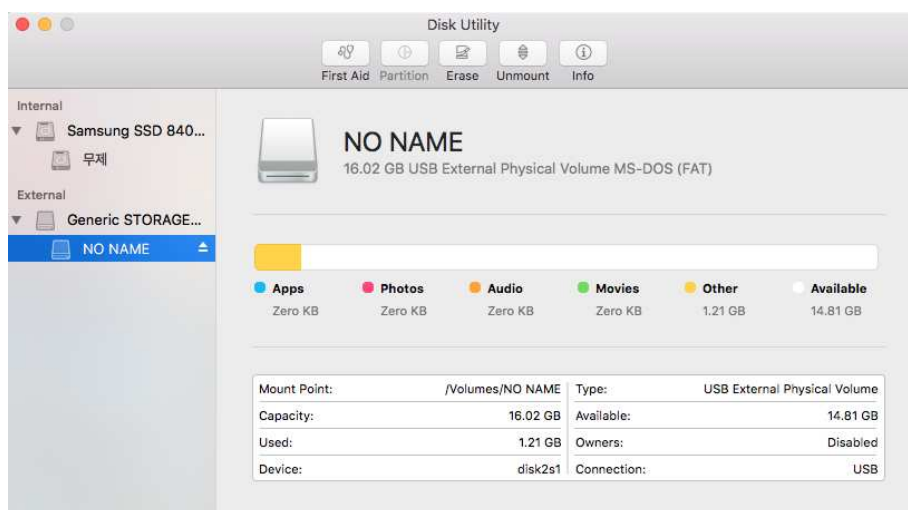 Disk Utility
First Aid Partition Erase Unmount Info
Internal
Samsung SSD 840...
무제
External
Generic STORAGE...
NO NAME
NO NAME
16.02 GB USB External Physical Volume MS-DOS (FAT)
Apps Photos Audio Movies Other Available
Zero KB Zero KB Zero KB Zero KB 1.21 GB 14.81 GB
Mount Point: /Volumes/NO NAME Type: USB External Physical Volume
Capacity: 16.02 GB Available: 14.81 GB
Used: 1.21 GB Owners: Disabled
Device: disk2s1 Connection: USB